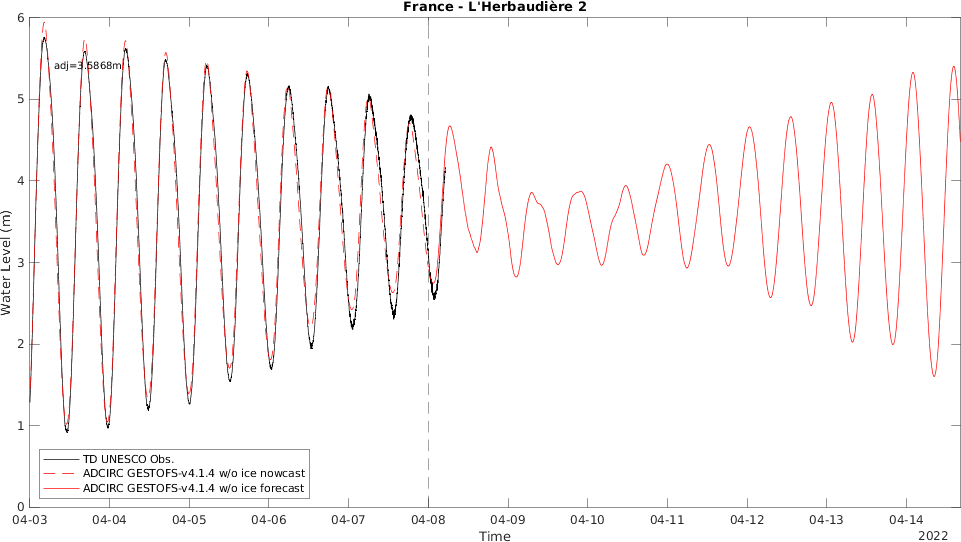 France - L'Herbaudière 2
6
5
4
3
2
1
0
Water Level (m)
adj=3.5868m
TD UNESCO Obs.
ADCIRC GESTOFS-v4.1.4 w/o ice nowcast
ADCIRC GESTOFS-v4.1.4 w/o ice forecast
04-03 04-04 04-05 04-06 04-07 04-08 04-09 04-10 04-11 04-12 04-13 04-14
Time
2022